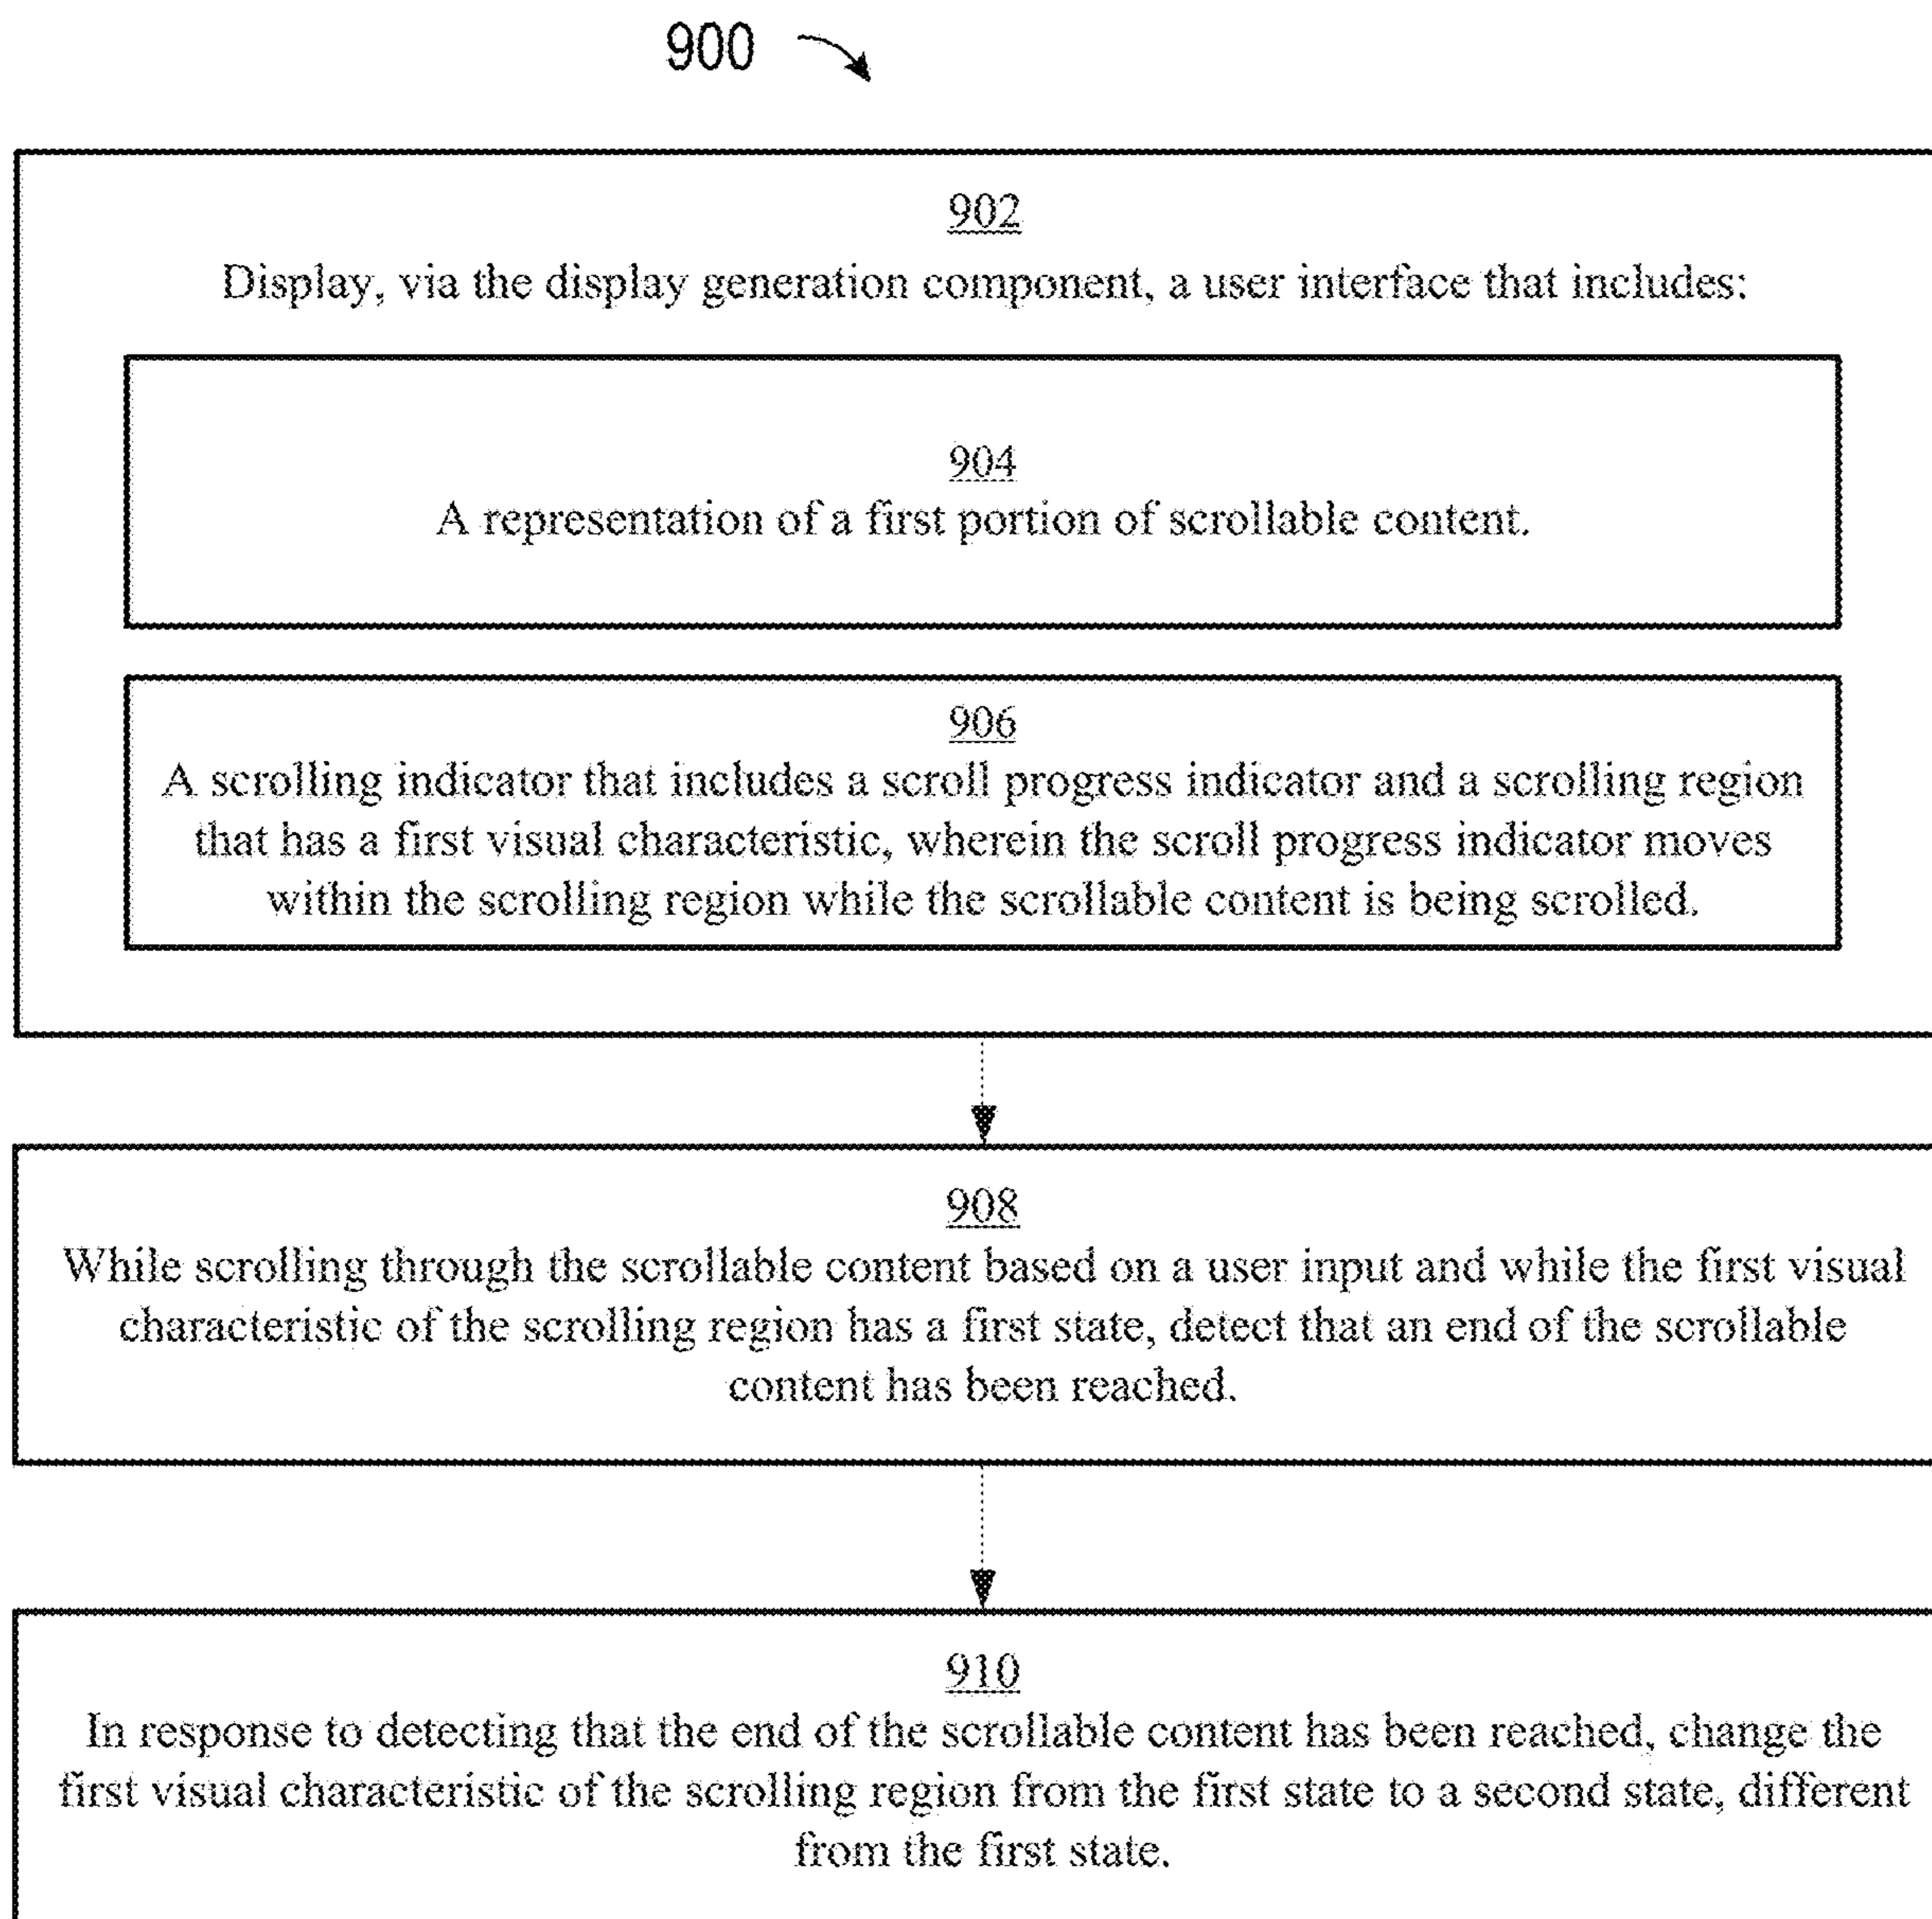 900
902
Display, via the display generation component, a user interface that includes:
904
A representation of a first portion of scrollable content.
906
A scrolling indicator that includes a scroll progress indicator and a scrolling region
that has a first visual characteristic, wherein the scroll progress indicator moves
within the scrolling region while the scrollable content is being scrolled.
908
While scrolling through the scrollable content based on a user input and while the first visual
characteristic of the scrolling region has a first state, detect that an end of the scrollable
content has been reached.
910
In response to detecting that the end of the scrollable content has been reached, change the
first visual characteristic of the scrolling region from the first state to a second state, different
from the first state.